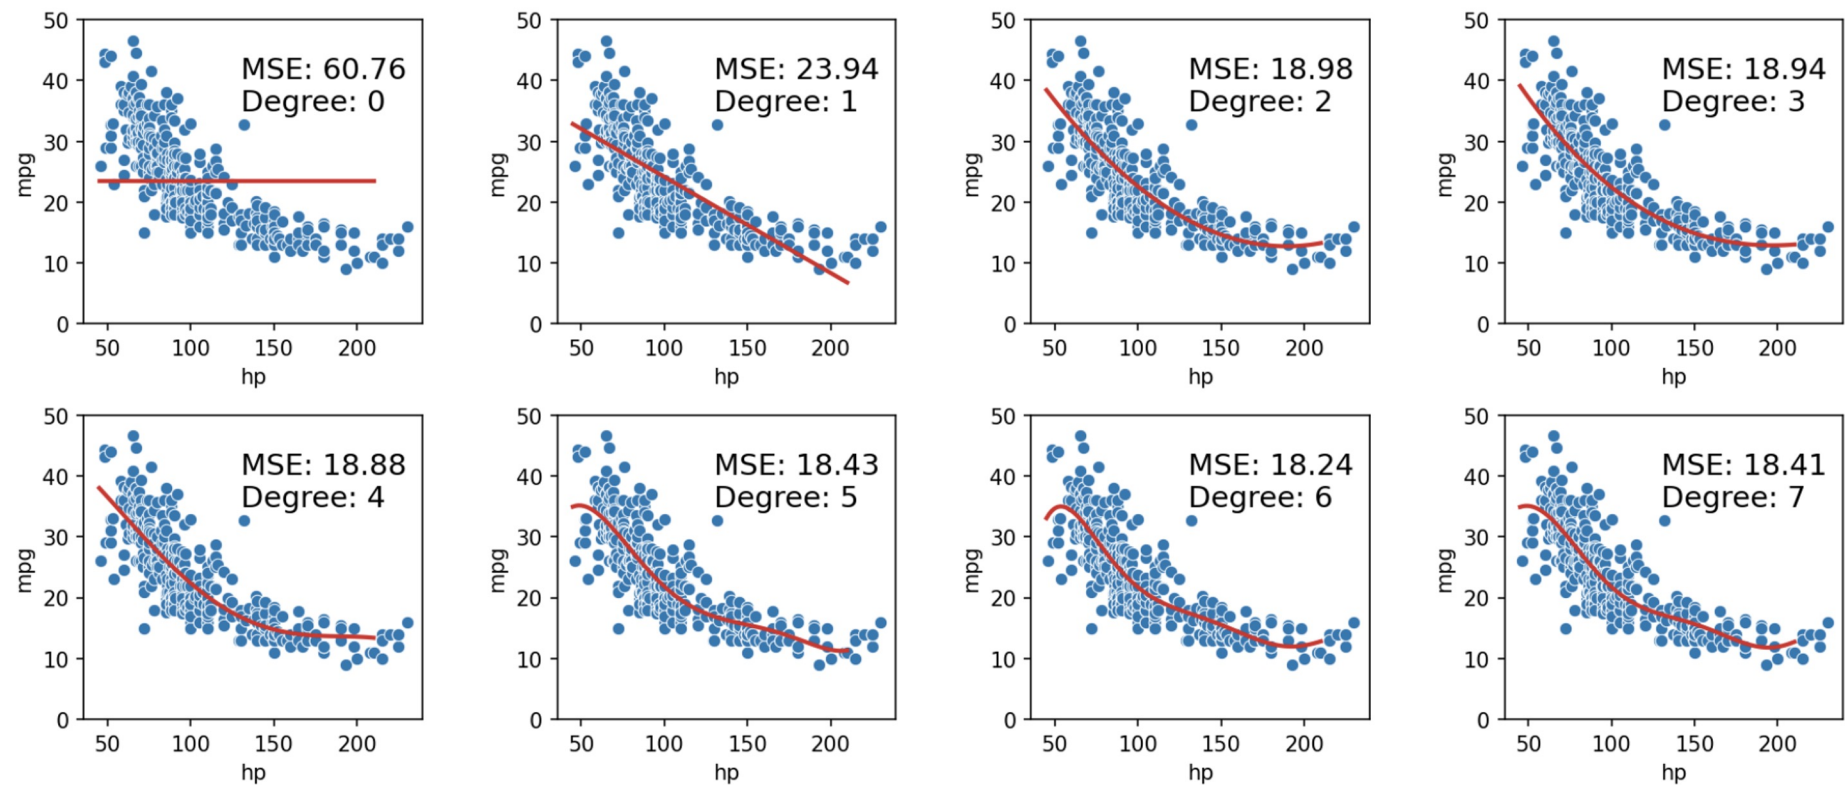 50
40
30
20
10
0
mpg
MSE: 60.76
Degree: 0
50 100 150 200
hp
50
40
30
20
10
0
mpg
MSE: 23.94
Degree: 1
50 100 150 200
hp
50
40
30
20
10
0
mpg
MSE: 18.98
Degree: 2
50 100 150 200
hp
50
40
30
20
10
0
mpg
MSE: 18.94
Degree: 3
50 100 150 200
hp
50
40
30
20
10
0
mpg
MSE: 18.88
Degree: 4
50 100 150 200
hp
50
40
30
20
10
0
mpg
MSE: 18.43
Degree: 5
50 100 150 200
hp
50
40
30
20
10
0
mpg
MSE: 18.24
Degree: 6
50 100 150 200
hp
50
40
30
20
10
0
mpg
MSE: 18.41
Degree: 7
50 100 150 200
hp